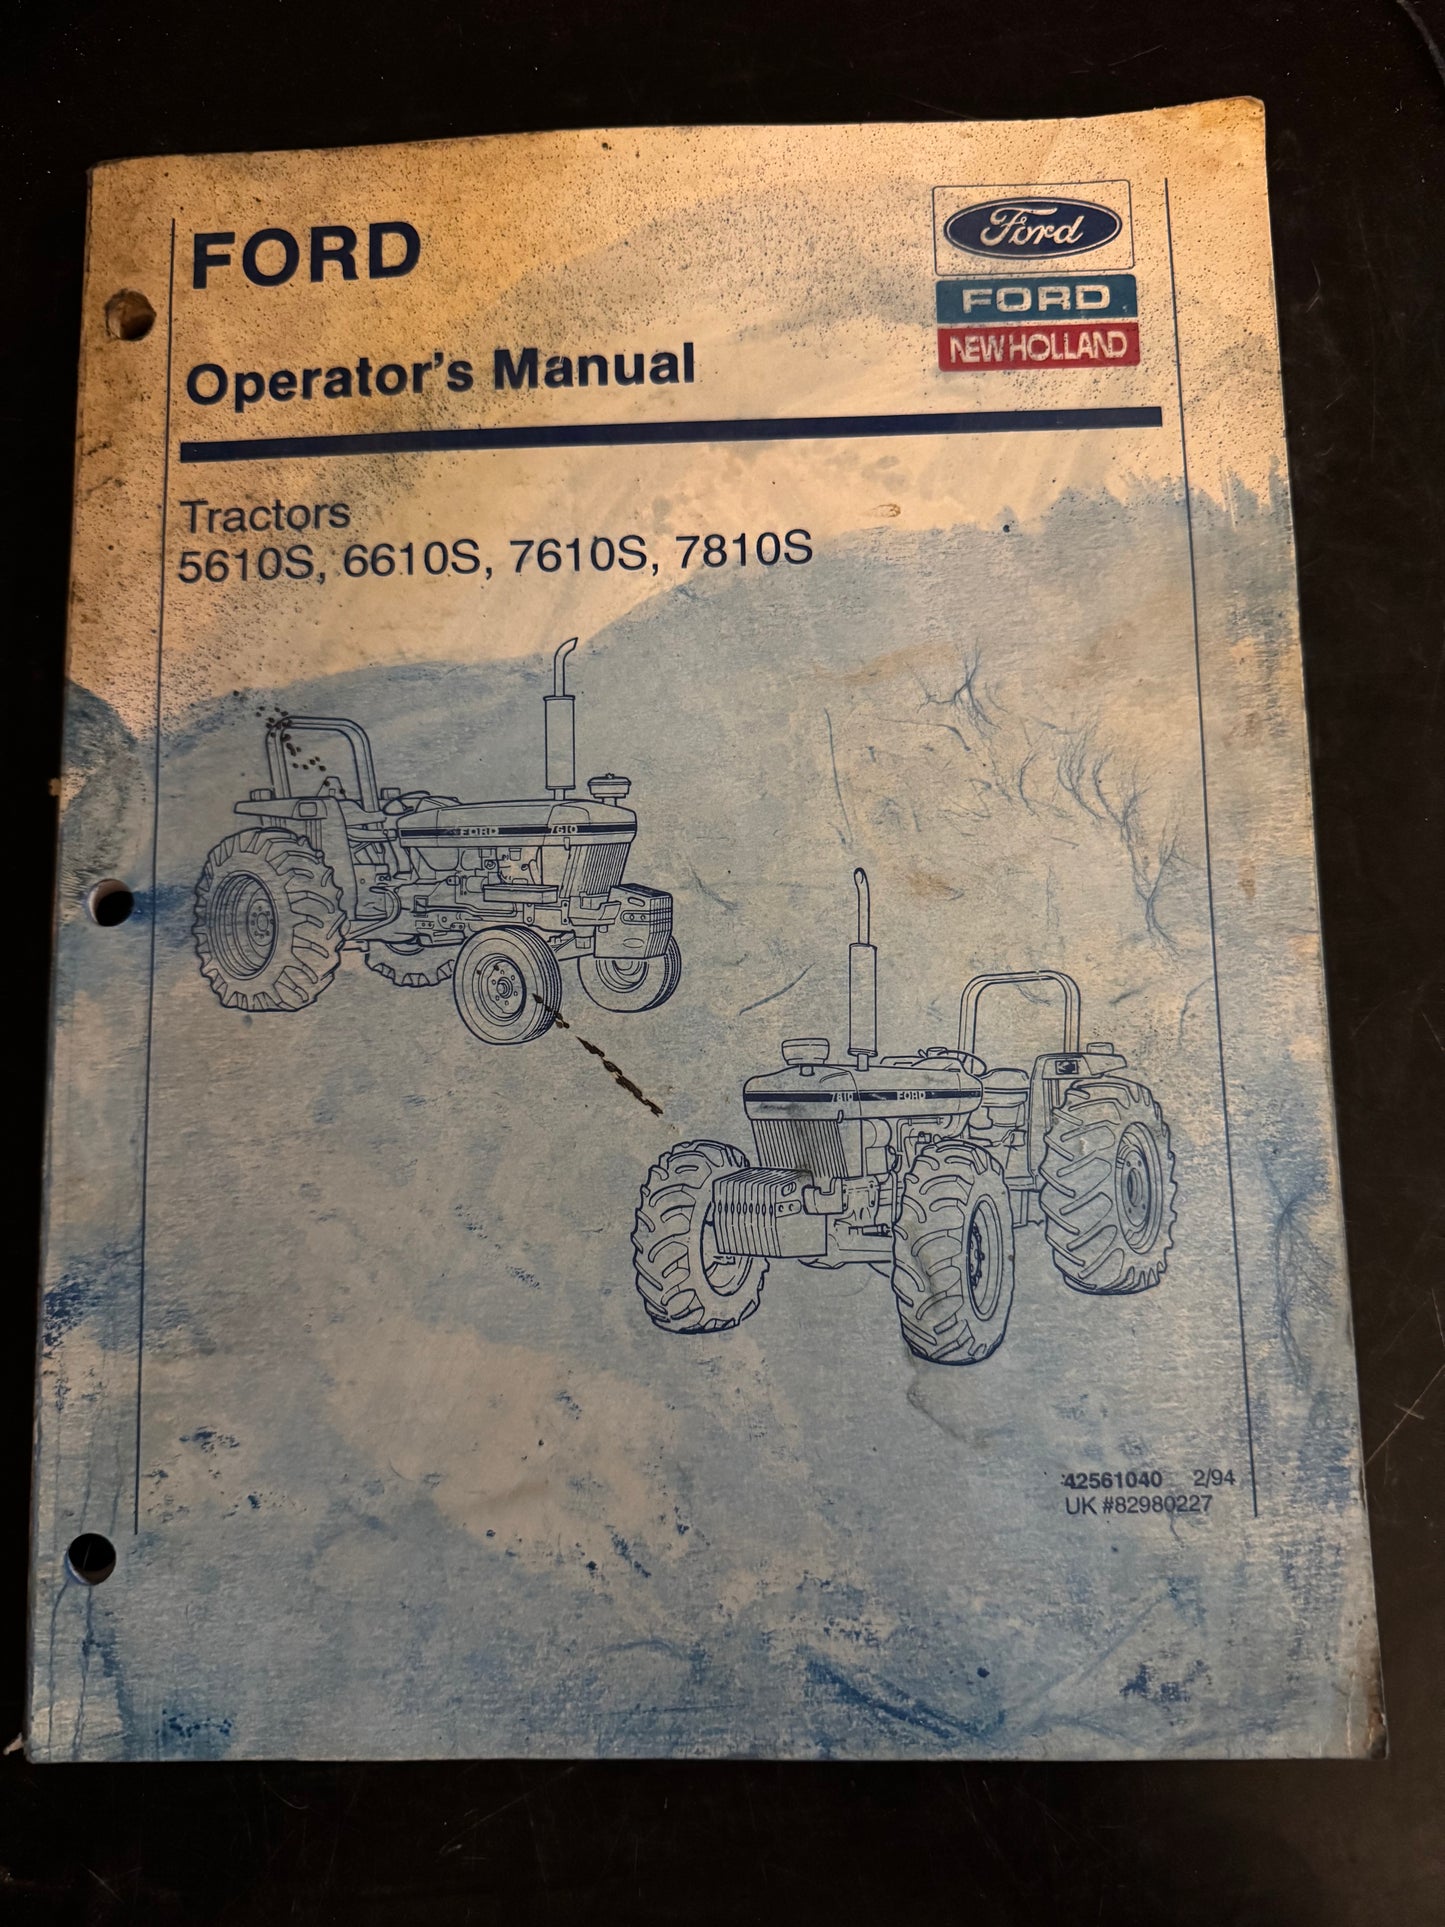 FORD
Ford
FORD
NEW HOLLAND
Operator's Manual
Tractors
5610S, 6610S, 7610S, 7810S
FORD 7610
7810 FORD
42561040 2/94
UK #82980227